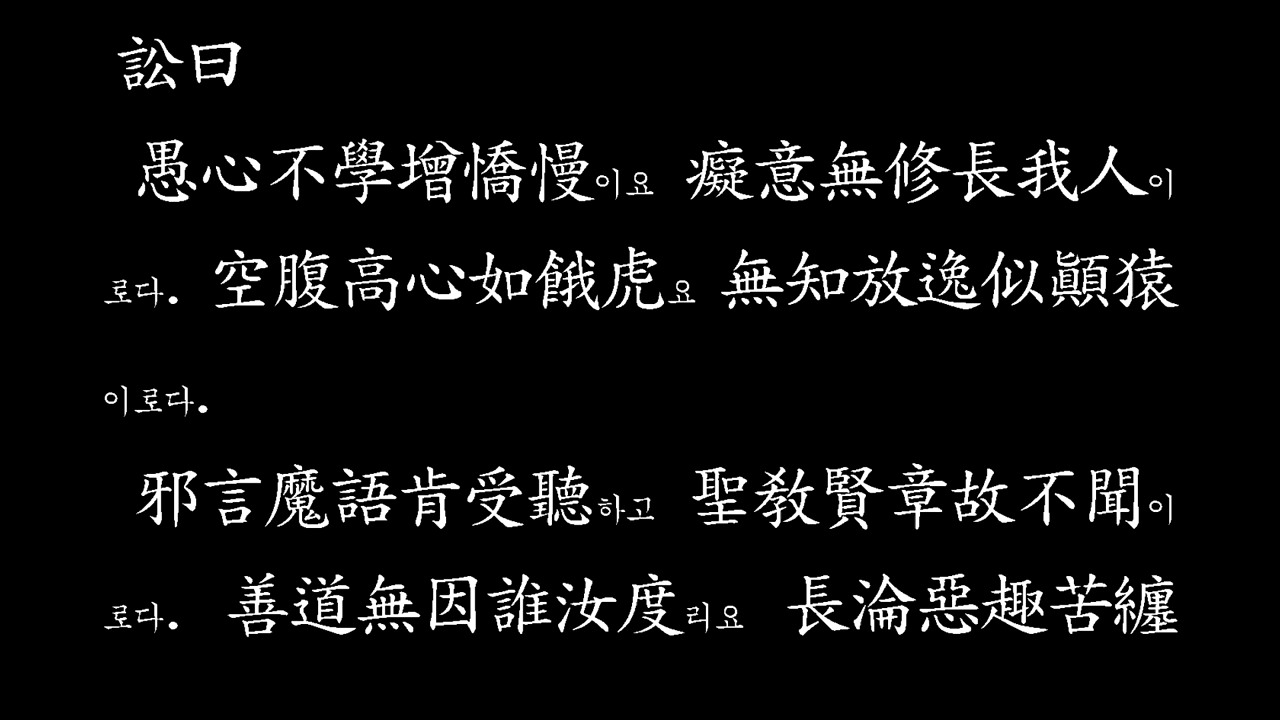 訟曰
愚心不學增憍慢이요 癡意無修長我人이
로다. 空腹高心如餓虎요 無知放逸似顚猿
이로다.
邪言魔語肯受聽하고 聖敎賢章故不聞이
로다. 善道無因誰汝度리요 長淪惡趣苦纏